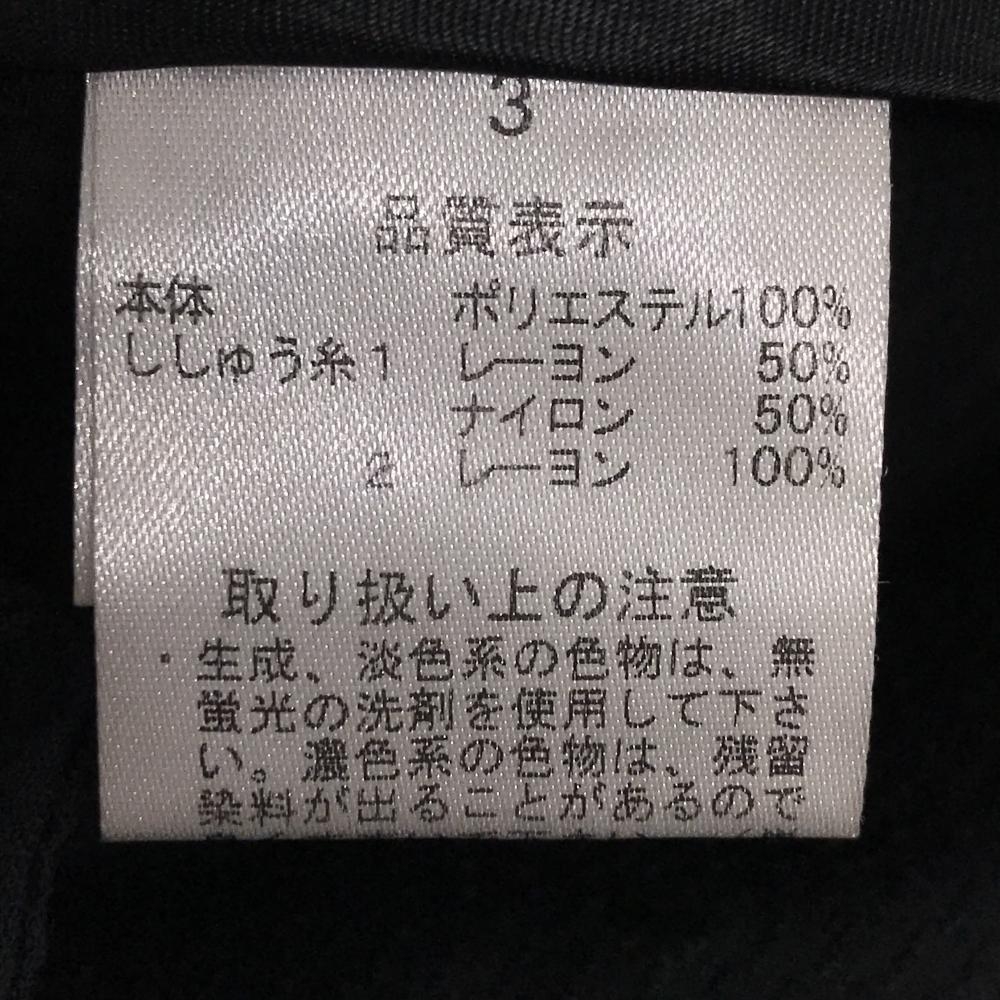 3
品質表示
本体 ポリエステル100%
ししゅう糸1 レーヨン 50%
ナイロン 50%
2 レーヨン 100%
取り扱い上の注意
・生成、淡色系の色物は、無
蛍光の洗剤を使用して下さ
い。濃色系の色物は、残留
染料が出ることがあるので